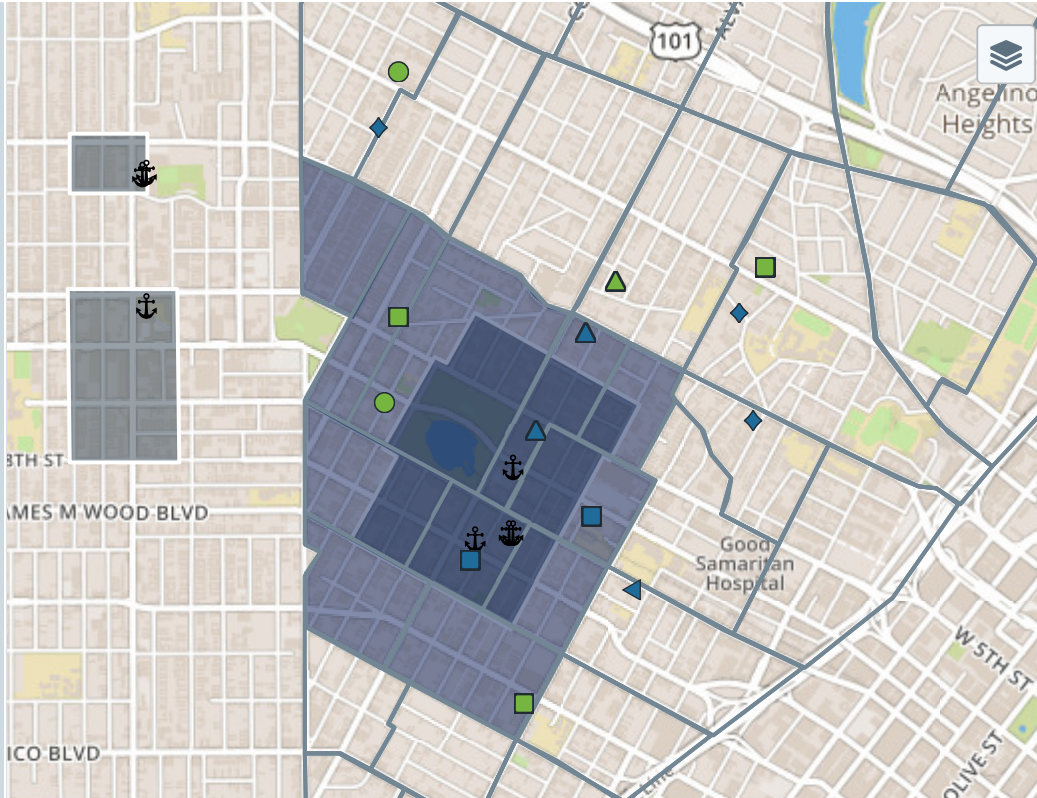 101
Angelino
Heights
8TH ST
AMES M WOOD BLVD
Good
Samaritan
Hospital
W 5TH ST
ICO BLVD
OLIVE ST